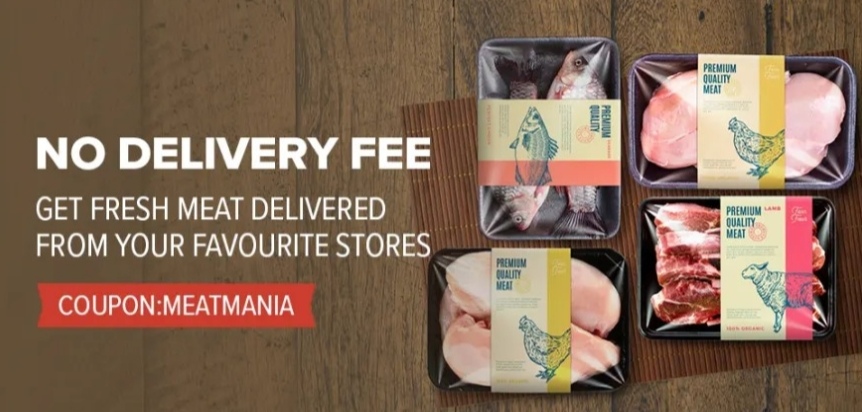 NO DELIVERY FEE
GET FRESH MEAT DELIVERED
FROM YOUR FAVOURITE STORES
COUPON:MEATMANIA
PREMIUM
QUALITY
PREMIUM
QUALITY
MEAT
PREMIUM
QUALITY
MEAT
PREMIUM LAMB
QUALITY
MEAT
100% ORGANIC